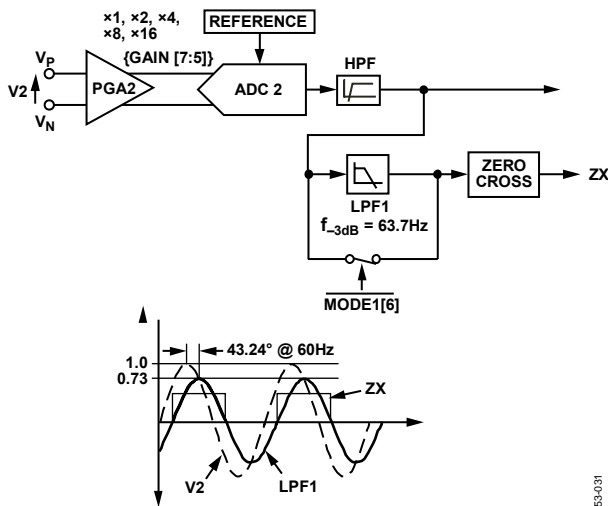 ×1, ×2, ×4,
×8, ×16
{GAIN [7:5]}
REFERENCE
HPF
V_P
V2
V_N
PGA2
ADC 2
LPF1
f_–3dB = 63.7Hz
ZERO
CROSS
ZX
MODE1[6]
43.24° @ 60Hz
1.0
0.73
ZX
V2
LPF1
53-031